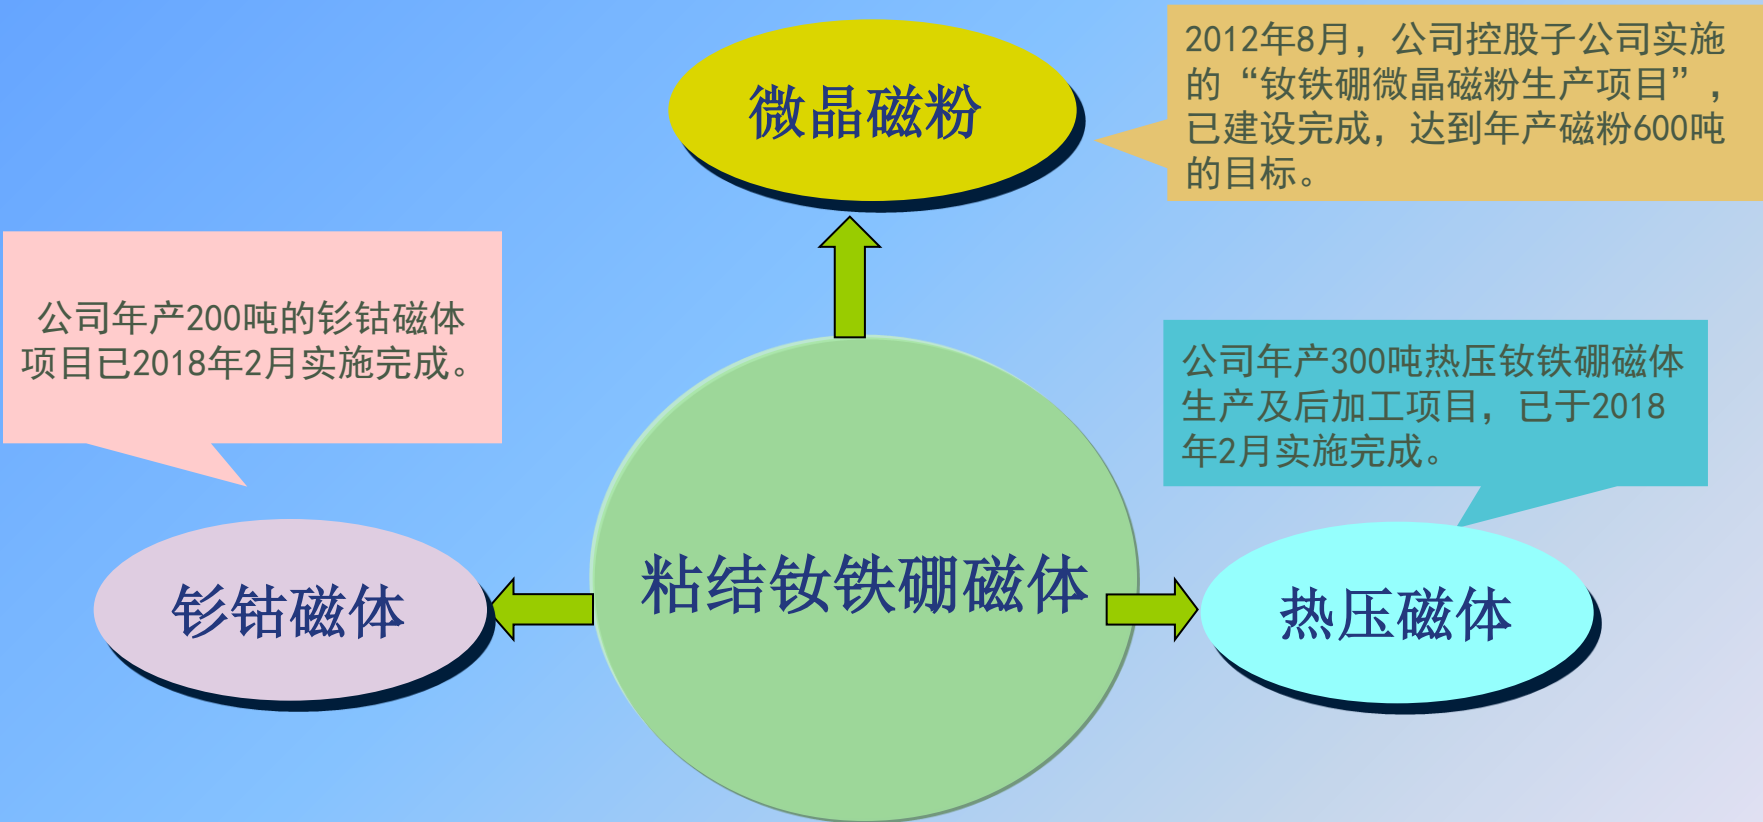 微晶磁粉
2012年8月，公司控股子公司实施
的“钕铁硼微晶磁粉生产项目”，
已建设完成，达到年产磁粉600吨
的目标。
公司年产200吨的钐钴磁体
项目已2018年2月实施完成。
公司年产300吨热压钕铁硼磁体
生产及后加工项目，已于2018
年2月实施完成。
钐钴磁体
粘结钕铁硼磁体
热压磁体